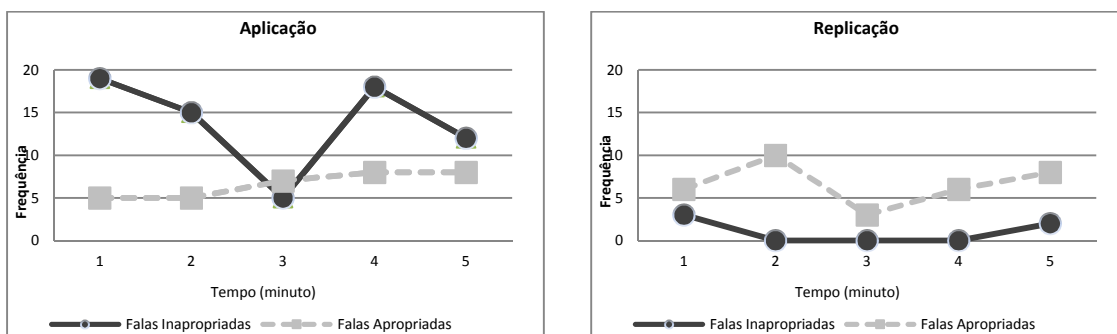 Aplicação
Frequência
20
15
10
5
0
1 2 3 4 5
Tempo (minuto)
Falas Inapropriadas Falas Apropriadas
Replicação
Frequência
20
15
10
5
0
1 2 3 4 5
Tempo (minuto)
Falas Inapropriadas Falas Apropriadas